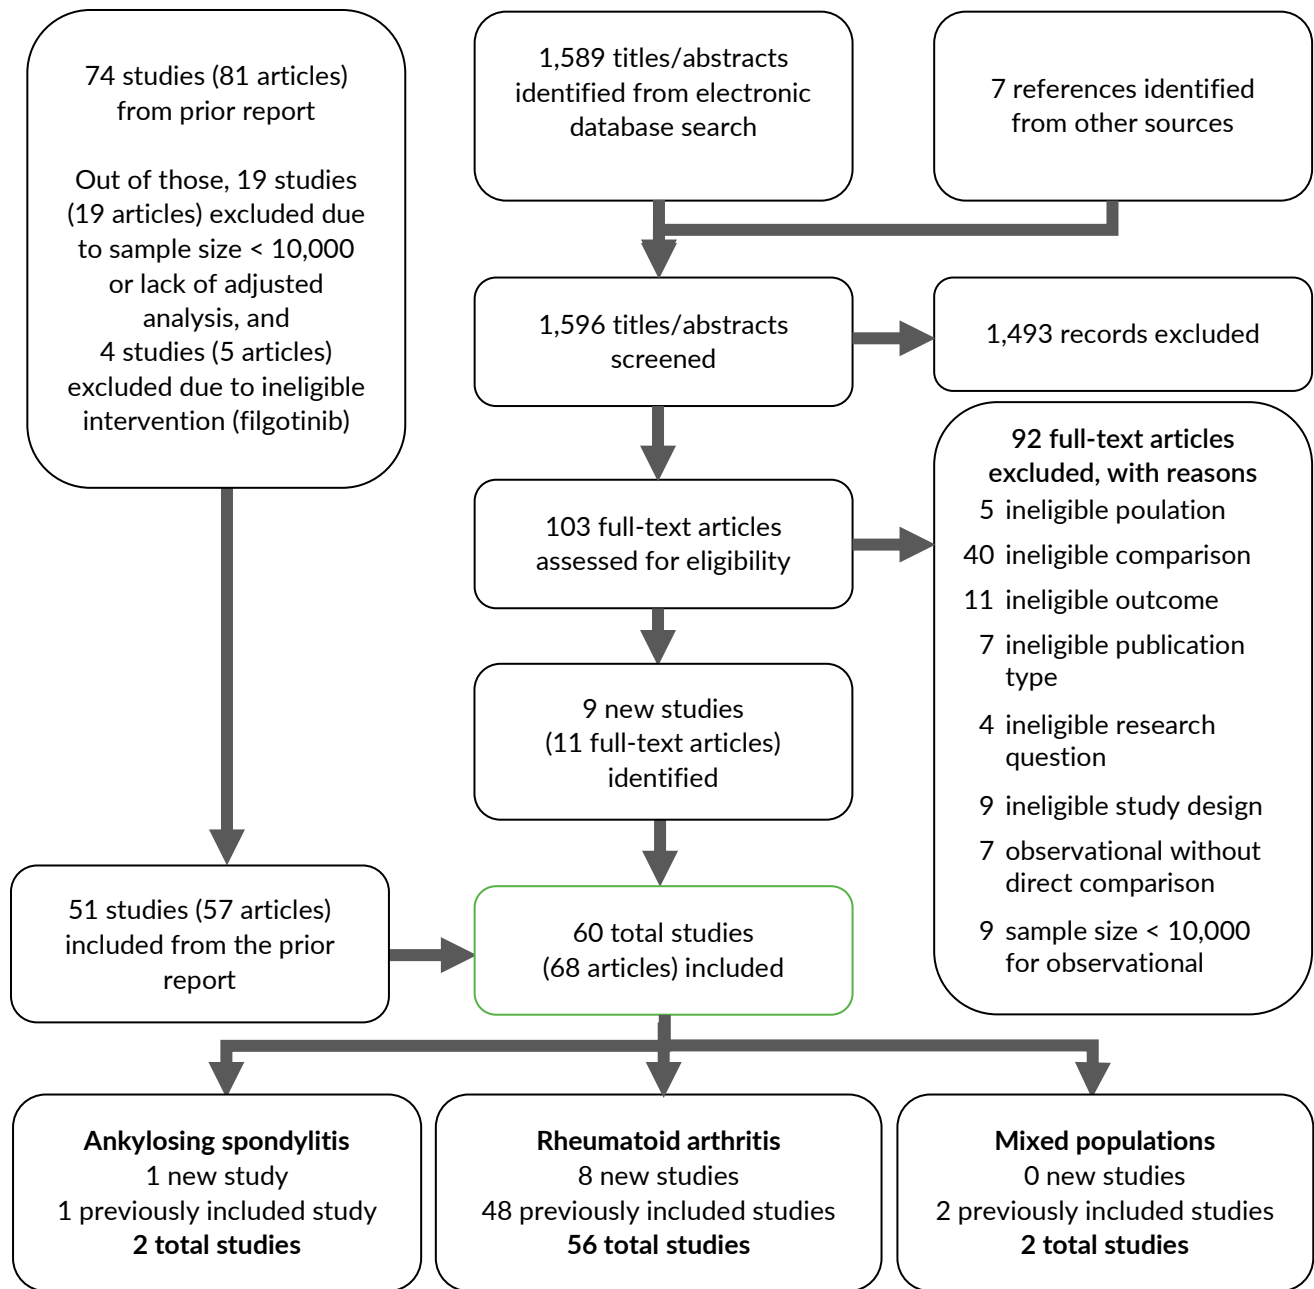 74 studies (81 articles)
from prior report
Out of those, 19 studies
(19 articles) excluded due
to sample size < 10,000
or lack of adjusted
analysis, and
4 studies (5 articles)
excluded due to ineligible
intervention (filgotinib)
1,589 titles/abstracts
identified from electronic
database search
7 references identified
from other sources
1,596 titles/abstracts
screened
1,493 records excluded
103 full-text articles
assessed for eligibility
92 full-text articles
excluded, with reasons
5 ineligible poulation
40 ineligible comparison
11 ineligible outcome
7 ineligible publication
type
4 ineligible research
question
9 ineligible study design
7 observational without
direct comparison
9 sample size < 10,000
for observational
9 new studies
(11 full-text articles)
identified
51 studies (57 articles)
included from the prior
report
60 total studies
(68 articles) included
Ankylosing spondylitis
1 new study
1 previously included study
2 total studies
Rheumatoid arthritis
8 new studies
48 previously included studies
56 total studies
Mixed populations
0 new studies
2 previously included studies
2 total studies